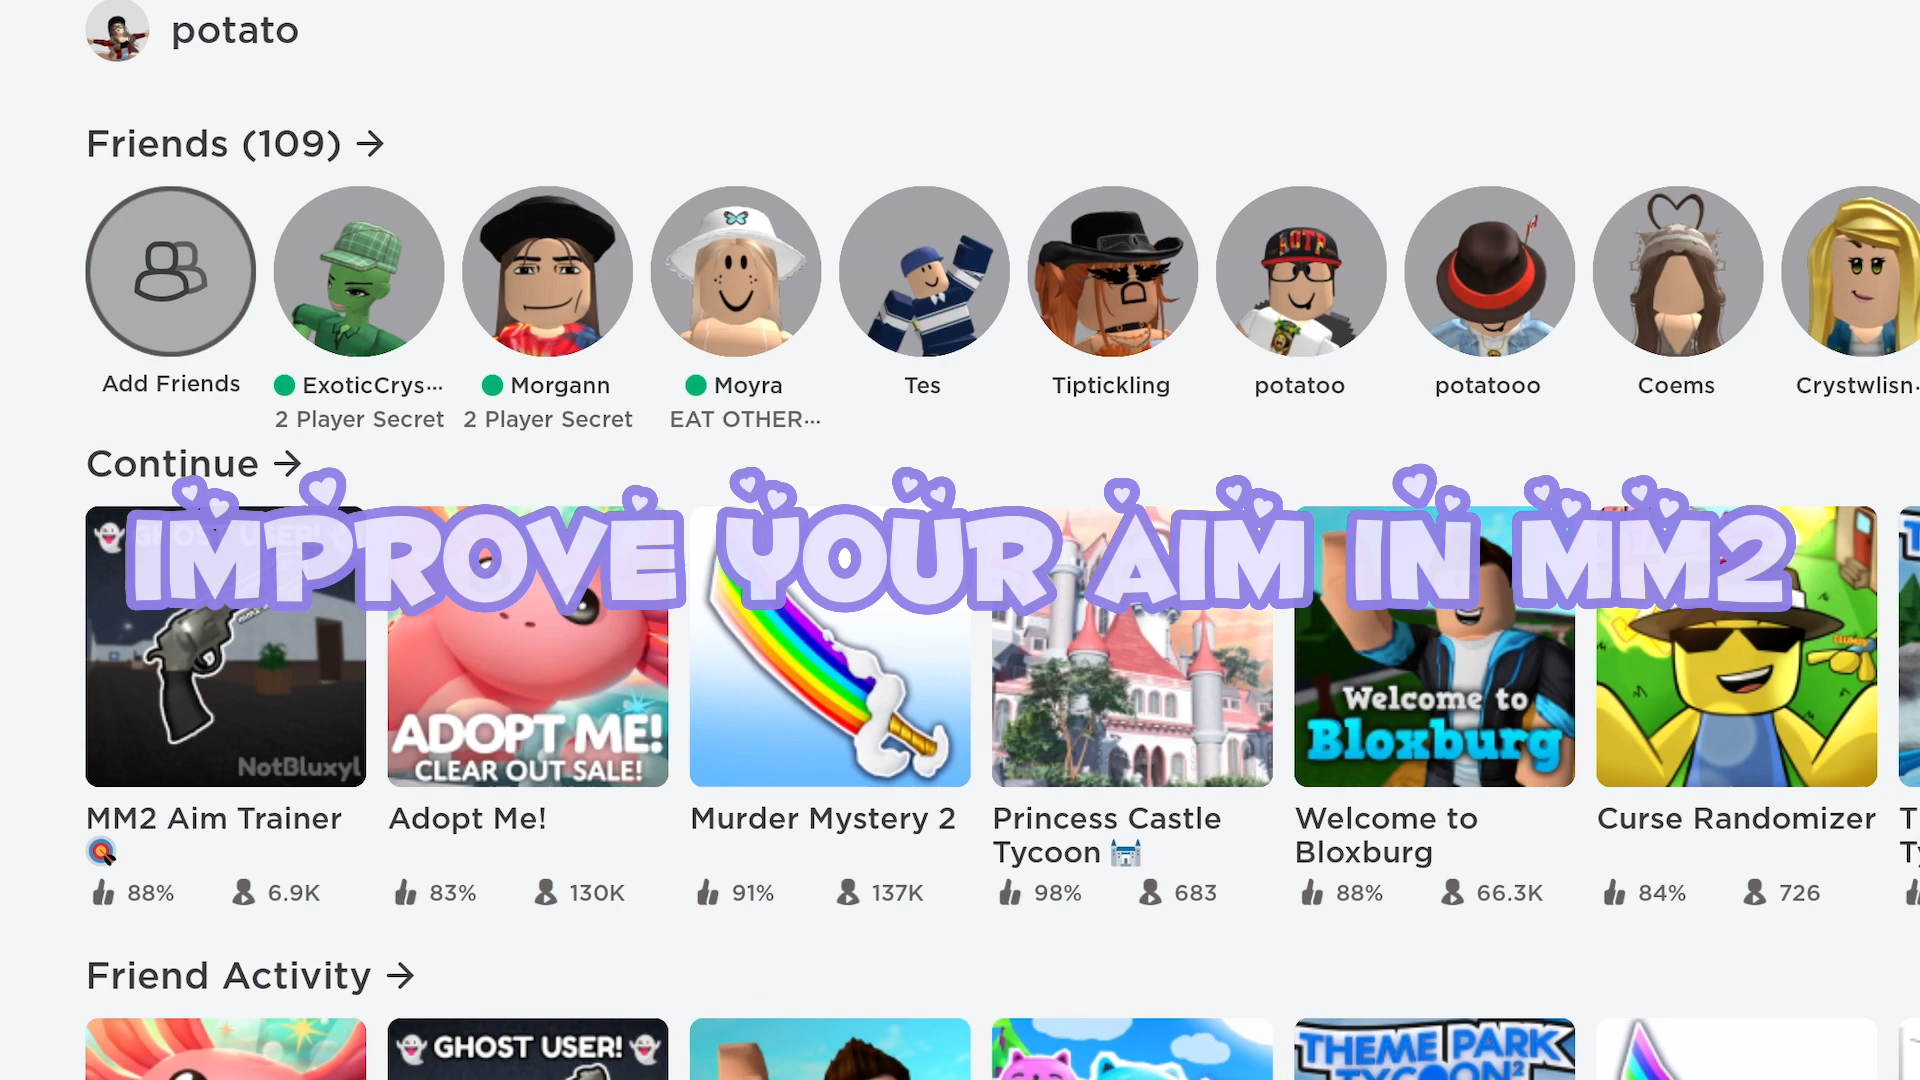 potato
Friends (109) →
Add Friends
ExoticCrys...
2 Player Secret
Morgann
2 Player Secret
Moyra
EAT OTHER...
Tes
Tiptickling
potatoo
potatooo
Coems
Crystwlisn
Continue →
IMPROVE YOUR AIM IN MM2
NotBluxyl
ADOPT ME!
CLEAR OUT SALE!
Welcome to
Bloxburg
MM2 Aim Trainer
88% 6.9K
Adopt Me!
83% 130K
Murder Mystery 2
91% 137K
Princess Castle
Tycoon
98% 683
Welcome to
Bloxburg
88% 66.3K
Curse Randomizer
84% 726
Friend Activity →
GHOST USER!
THEME PARK
TYCOON²